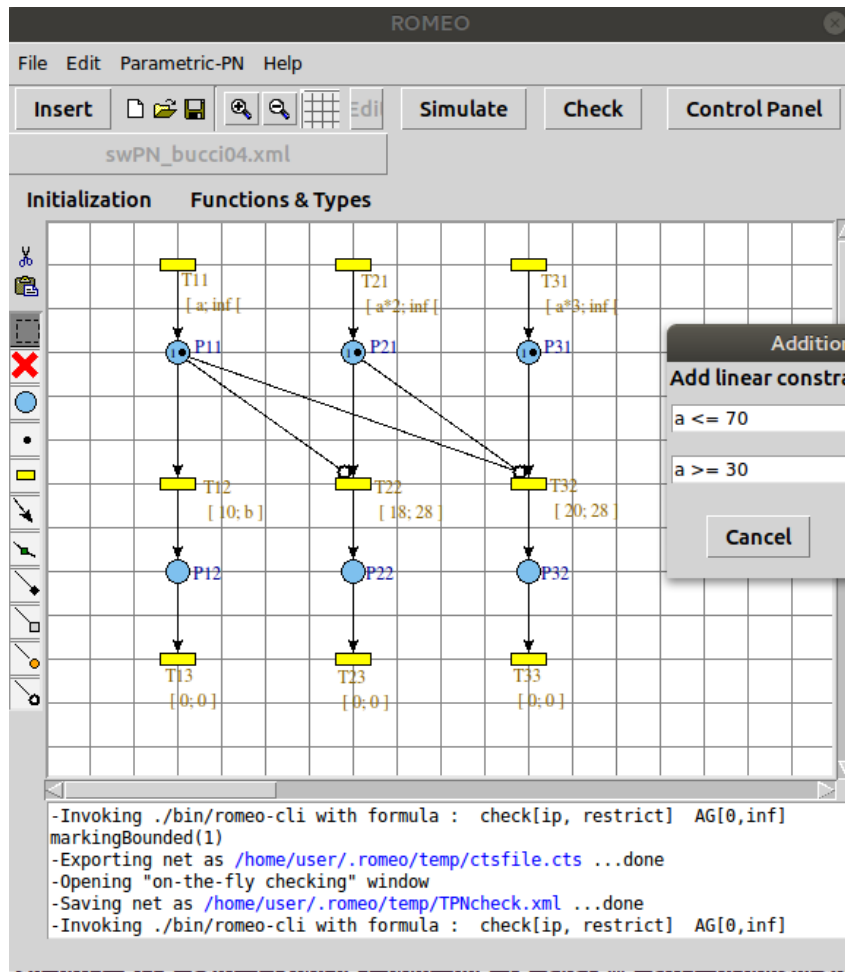 ROMEO
File Edit Parametric-PN Help
Insert Edi Simulate Check Control Panel
swPN_bucci04.xml
Initialization Functions & Types
T11 T21 T31
[ a; inf [ [ a*2; inf [ [ a*3; inf [
1 P11 1 P21 1 P31
Addition
Add linear constra
a <= 70
a >= 30
Cancel
T12 T22 T32
[ 10; b ] [ 18; 28 ] [ 20; 28 ]
P12 P22 P32
T13 T23 T33
[ 0; 0 ] [ 0; 0 ] [ 0; 0 ]
-Invoking ./bin/romeo-cli with formula : check[ip, restrict] AG[0,inf]
markingBounded(1)
-Exporting net as /home/user/.romeo/temp/ctsfile.cts ...done
-Opening "on-the-fly checking" window
-Saving net as /home/user/.romeo/temp/TPNcheck.xml ...done
-Invoking ./bin/romeo-cli with formula : check[ip, restrict] AG[0,inf]